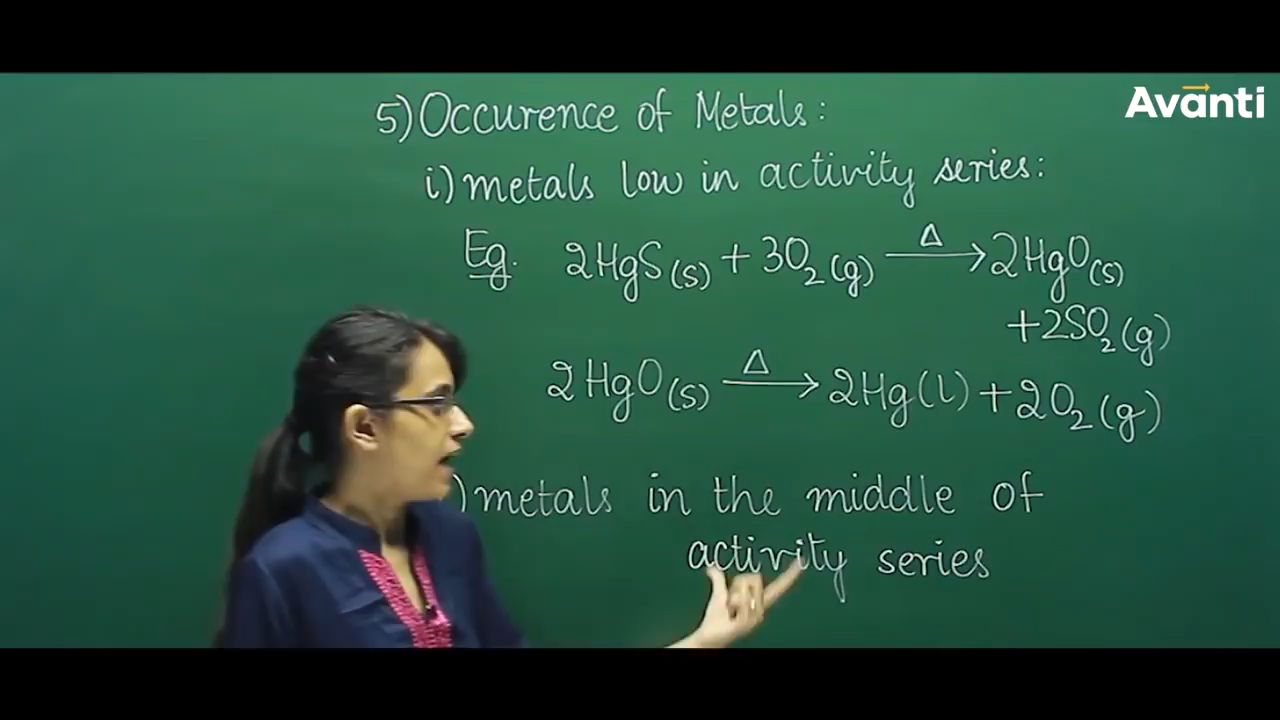 Avanti
5) Occurence of Metals:
i) metals low in activity series:
Eg. 2HgS(s) + 3O₂(g) Δ→ 2HgO(s)
+2SO₂(g)
2HgO(s) Δ→ 2Hg(l) + 2O₂(g)
) metals in the middle of
activity series